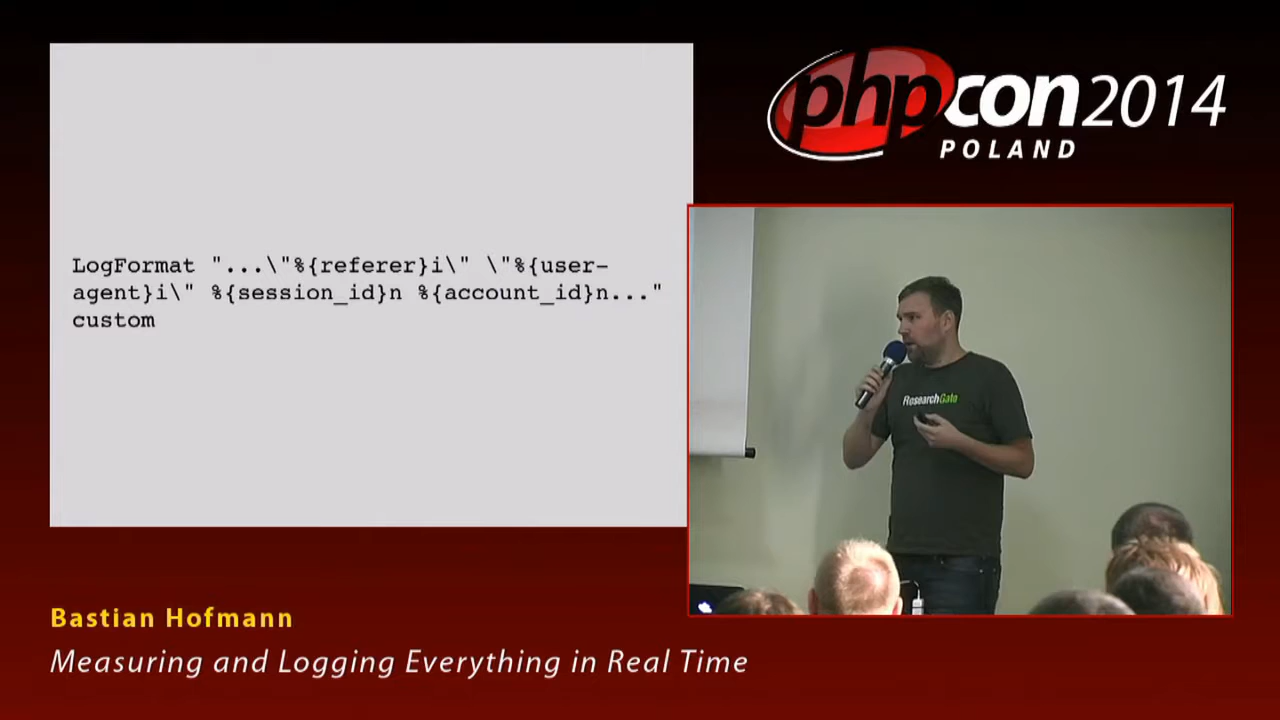 phpcon2014
POLAND
LogFormat "...\"%{referer}i\" \"%{user-
agent}i\" %{session_id}n %{account_id}n..."
custom
ResearchGate
Bastian Hofmann
Measuring and Logging Everything in Real Time